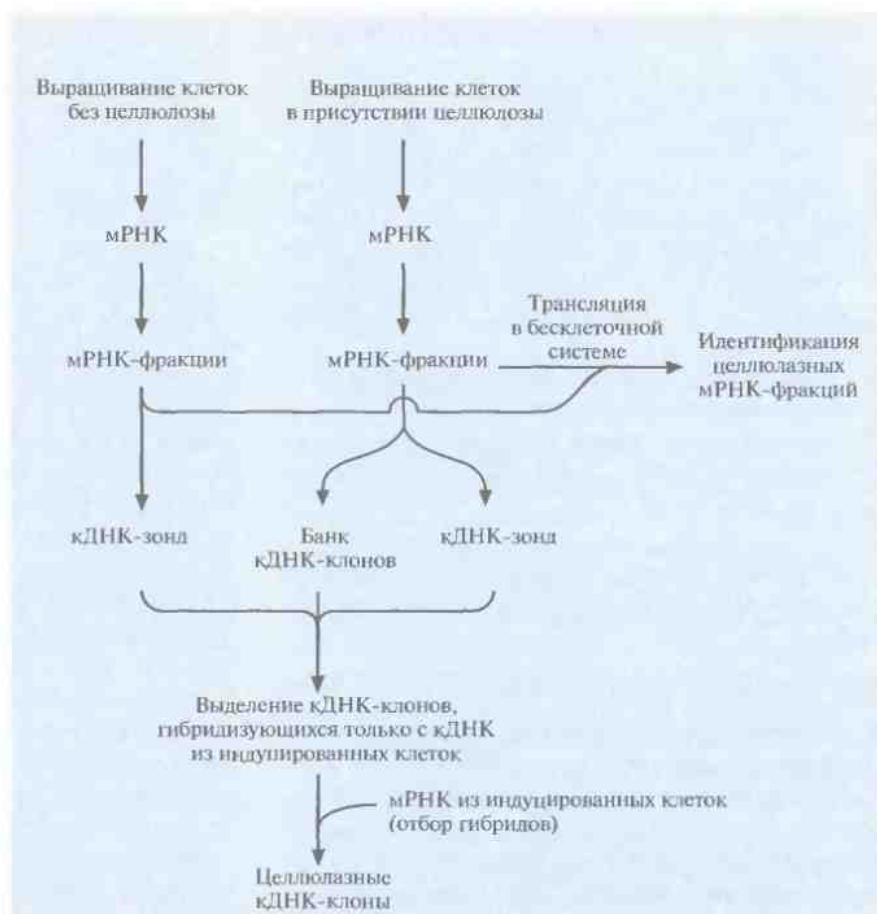 Выращивание клеток
без целлюлозы
Выращивание клеток
в присутствии целлюлозы
мРНК
мРНК
Трансляция
в бесклеточной
системе
мРНК-фракции
мРНК-фракции
Идентификация
целлюлазных
мРНК-фракций
кДНК-зонд
Банк
кДНК-клонов
кДНК-зонд
Выделение кДНК-клонов,
гибридизующихся только с кДНК
из индуцированных клеток
мРНК из индуцированных клеток
(отбор гибридов)
Целлюлазные
кДНК-клоны